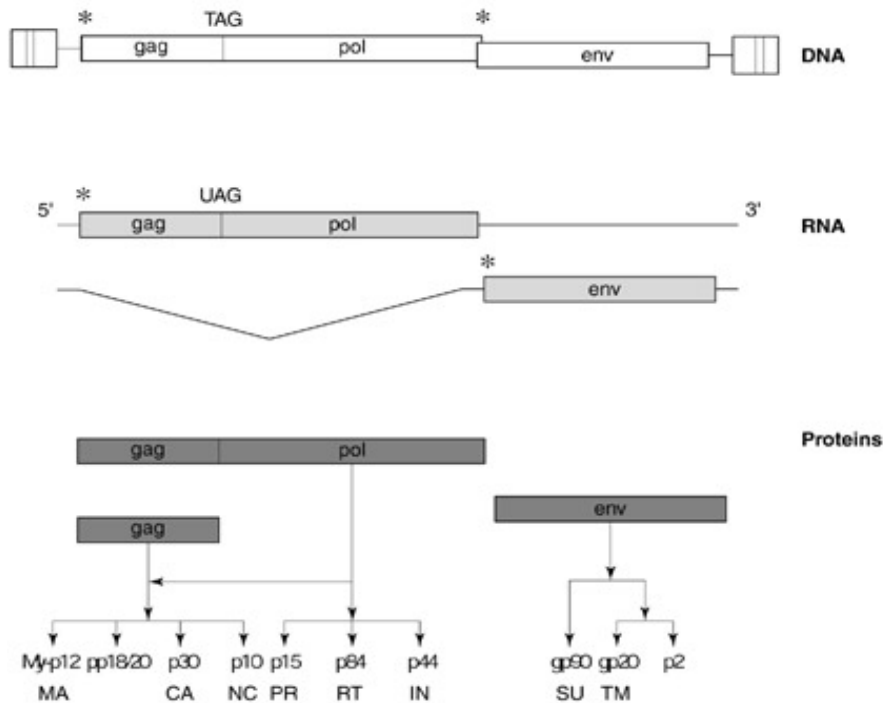 * TAG *
gag pol env DNA
* UAG
5' gag pol 3' RNA
*
env
gag pol Proteins
env
gag
My-p12 pp18/20 p30 p10 p15 p84 p44 gp90 gp20 p2
MA CA NC PR RT IN SU TM